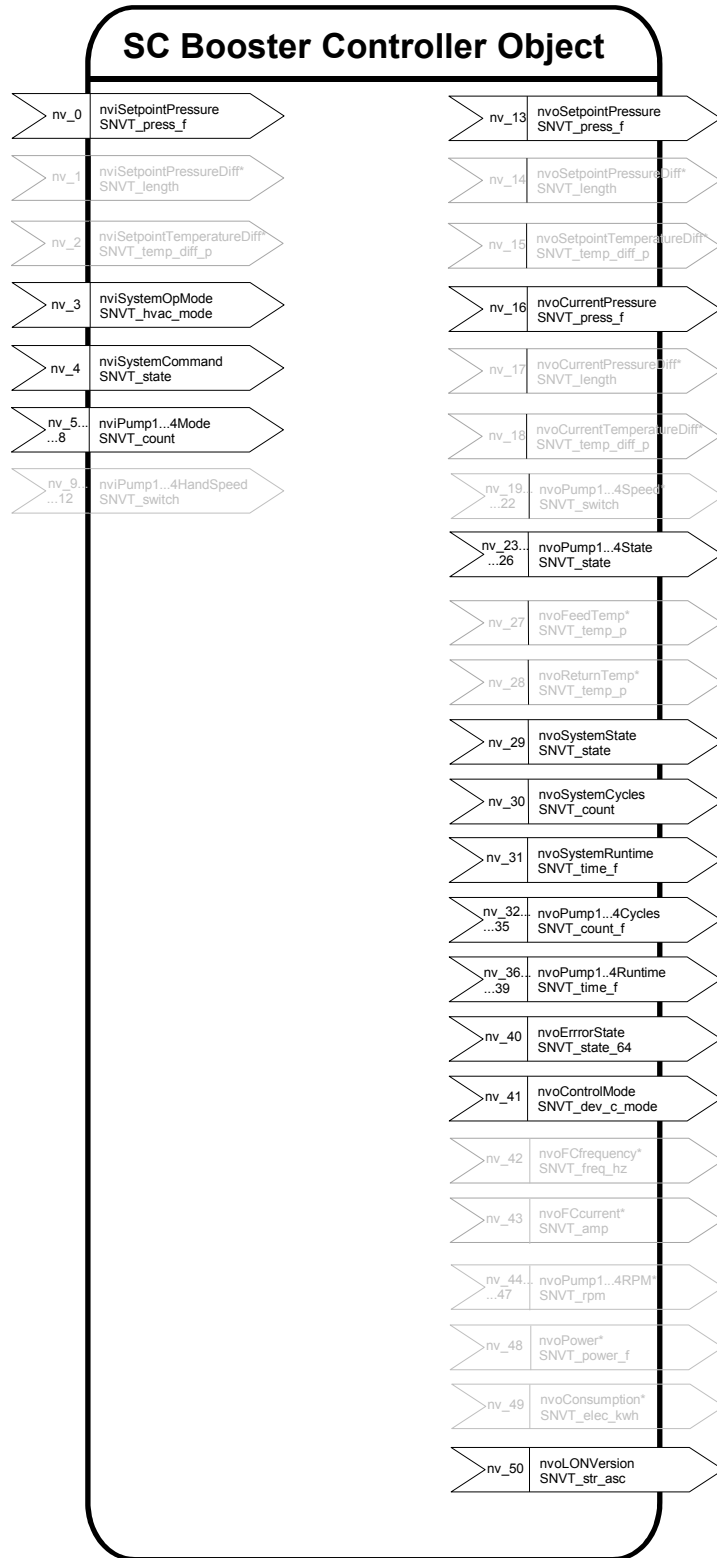 SC Booster Controller Object
nv_0
nviSetpointPressure
SNVT_press_f
nv_1
nviSetpointPressureDiff*
SNVT_length
nv_2
nviSetpointTemperatureDiff*
SNVT_temp_diff_p
nv_3
nviSystemOpMode
SNVT_hvac_mode
nv_4
nviSystemCommand
SNVT_state
nv_5...
...8
nviPump1...4Mode
SNVT_count
nv_9...
...12
nviPump1...4HandSpeed
SNVT_switch
nv_13
nvoSetpointPressure
SNVT_press_f
nv_14
nvoSetpointPressureDiff*
SNVT_length
nv_15
nvoSetpointTemperatureDiff*
SNVT_temp_diff_p
nv_16
nvoCurrentPressure
SNVT_press_f
nv_17
nvoCurrentPressureDiff*
SNVT_length
nv_18
nvoCurrentTemperatureDiff*
SNVT_temp_diff_p
nv_19...
...22
nvoPump1...4Speed*
SNVT_switch
nv_23...
...26
nvoPump1...4State
SNVT_state
nv_27
nvoFeedTemp*
SNVT_temp_p
nv_28
nvoReturnTemp*
SNVT_temp_p
nv_29
nvoSystemState
SNVT_state
nv_30
nvoSystemCycles
SNVT_count
nv_31
nvoSystemRuntime
SNVT_time_f
nv_32...
...35
nvoPump1...4Cycles
SNVT_count_f
nv_36...
...39
nvoPump1..4Runtime
SNVT_time_f
nv_40
nvoErrrorState
SNVT_state_64
nv_41
nvoControlMode
SNVT_dev_c_mode
nv_42
nvoFCfrequency*
SNVT_freq_hz
nv_43
nvoFCcurrent*
SNVT_amp
nv_44...
...47
nvoPump1...4RPM*
SNVT_rpm
nv_48
nvoPower*
SNVT_power_f
nv_49
nvoConsumption*
SNVT_elec_kwh
nv_50
nvoLONVersion
SNVT_str_asc